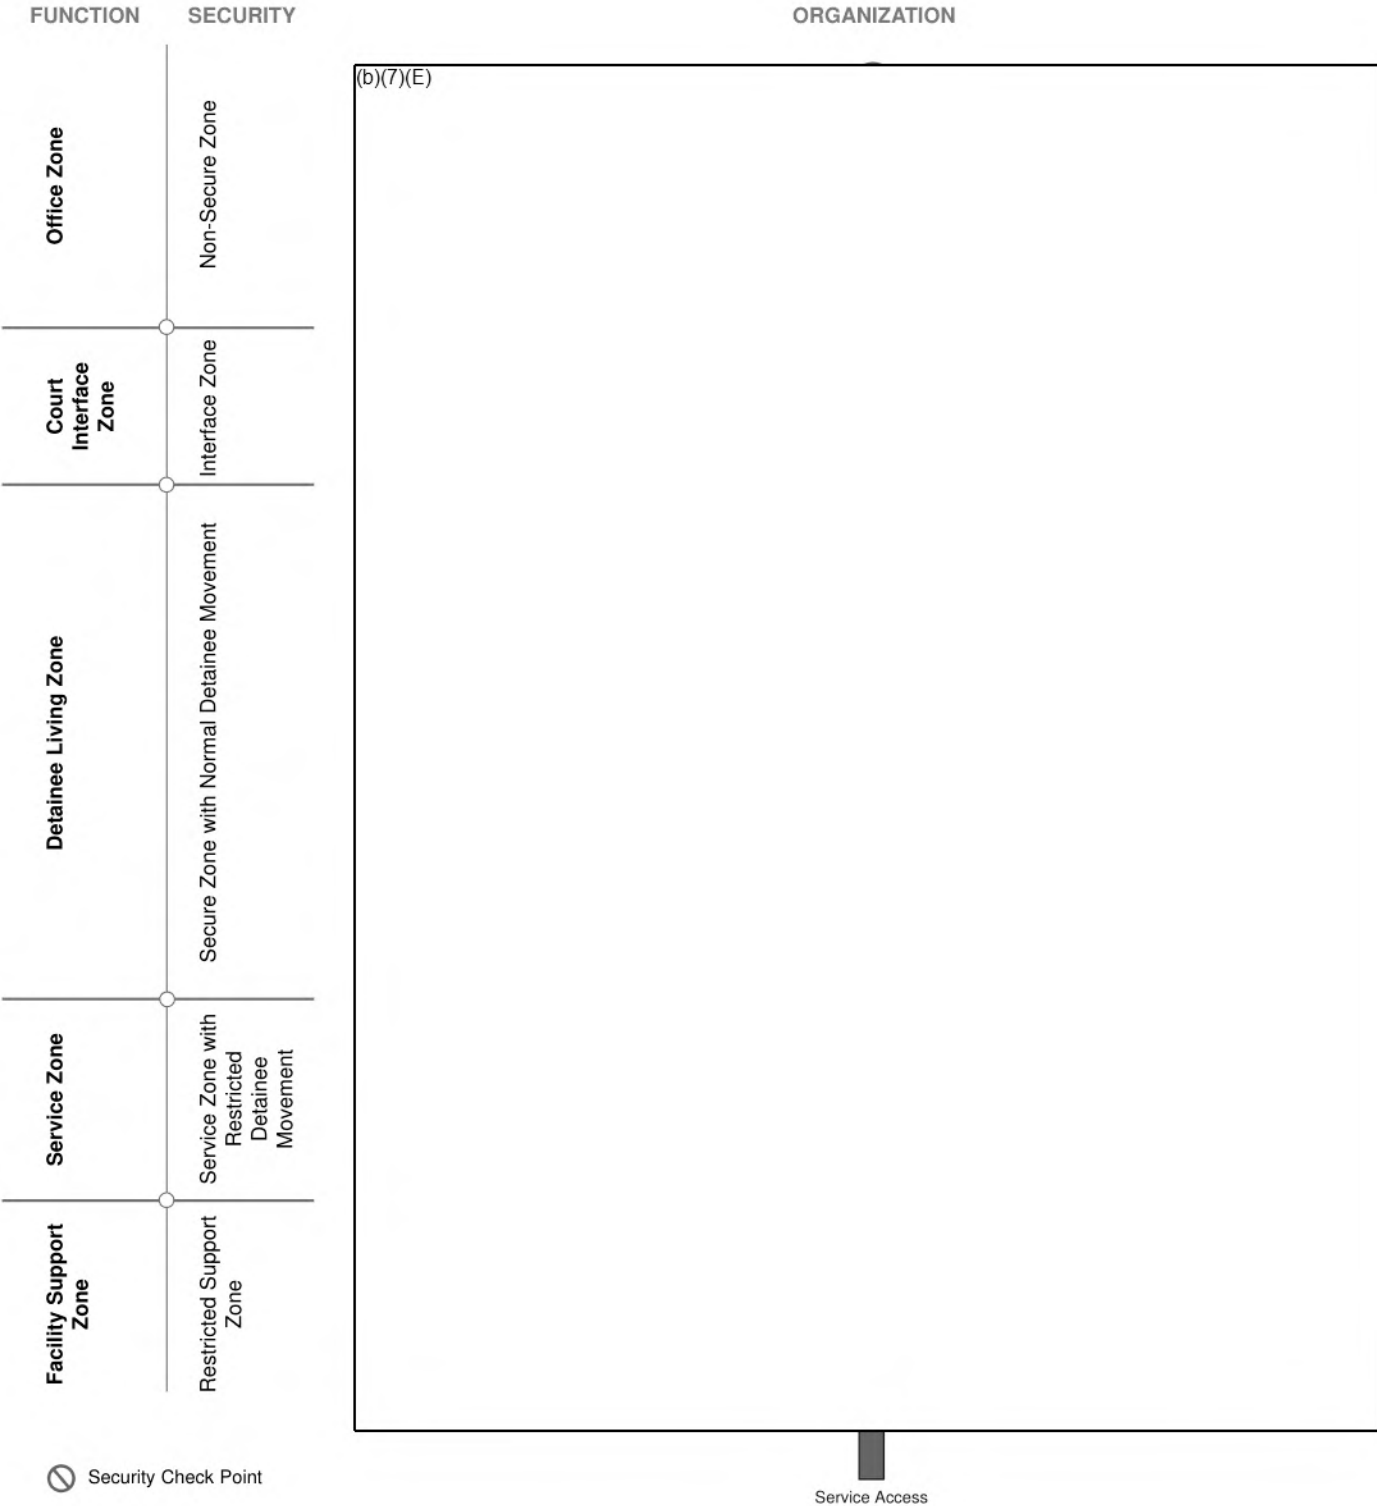 FUNCTION SECURITY ORGANIZATION
(b)(7)(E)
Office Zone
Non-Secure Zone
Court
Interface
Zone
Interface Zone
Detainee Living Zone
Secure Zone with Normal Detainee Movement
Service Zone
Service Zone with
Restricted
Detainee
Movement
Facility Support
Zone
Restricted Support
Zone
Security Check Point
Service Access